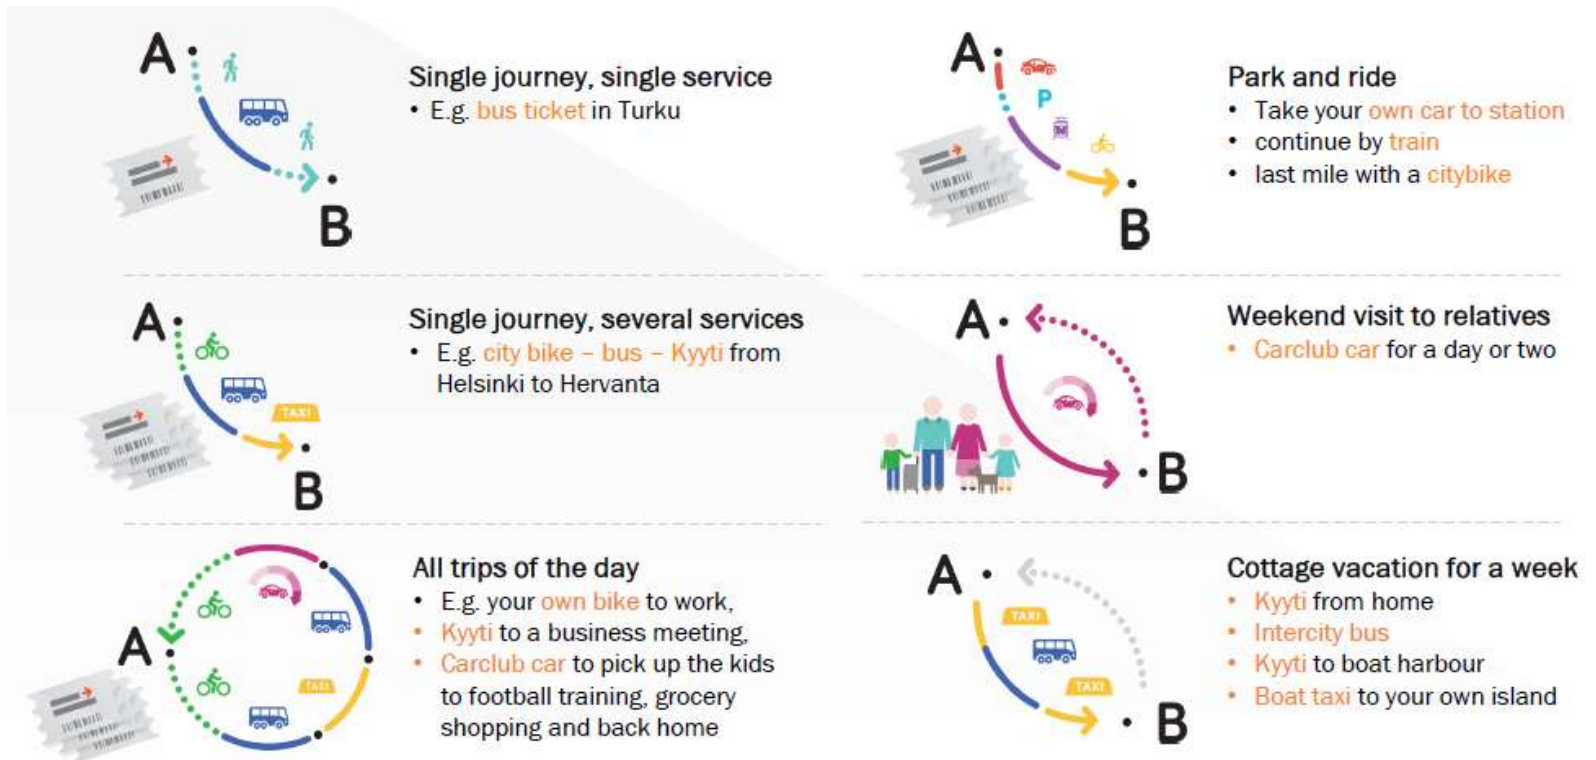 A
B
Single journey, single service
• E.g. bus ticket in Turku
A
P
B
Park and ride
• Take your own car to station
• continue by train
• last mile with a citybike
A
TAXI
B
Single journey, several services
• E.g. city bike – bus – Kyyti from
Helsinki to Hervanta
A
B
Weekend visit to relatives
• Carclub car for a day or two
A
TAXI
All trips of the day
• E.g. your own bike to work,
• Kyyti to a business meeting,
• Carclub car to pick up the kids
to football training, grocery
shopping and back home
A
TAXI
TAXI
B
Cottage vacation for a week
• Kyyti from home
• Intercity bus
• Kyyti to boat harbour
• Boat taxi to your own island